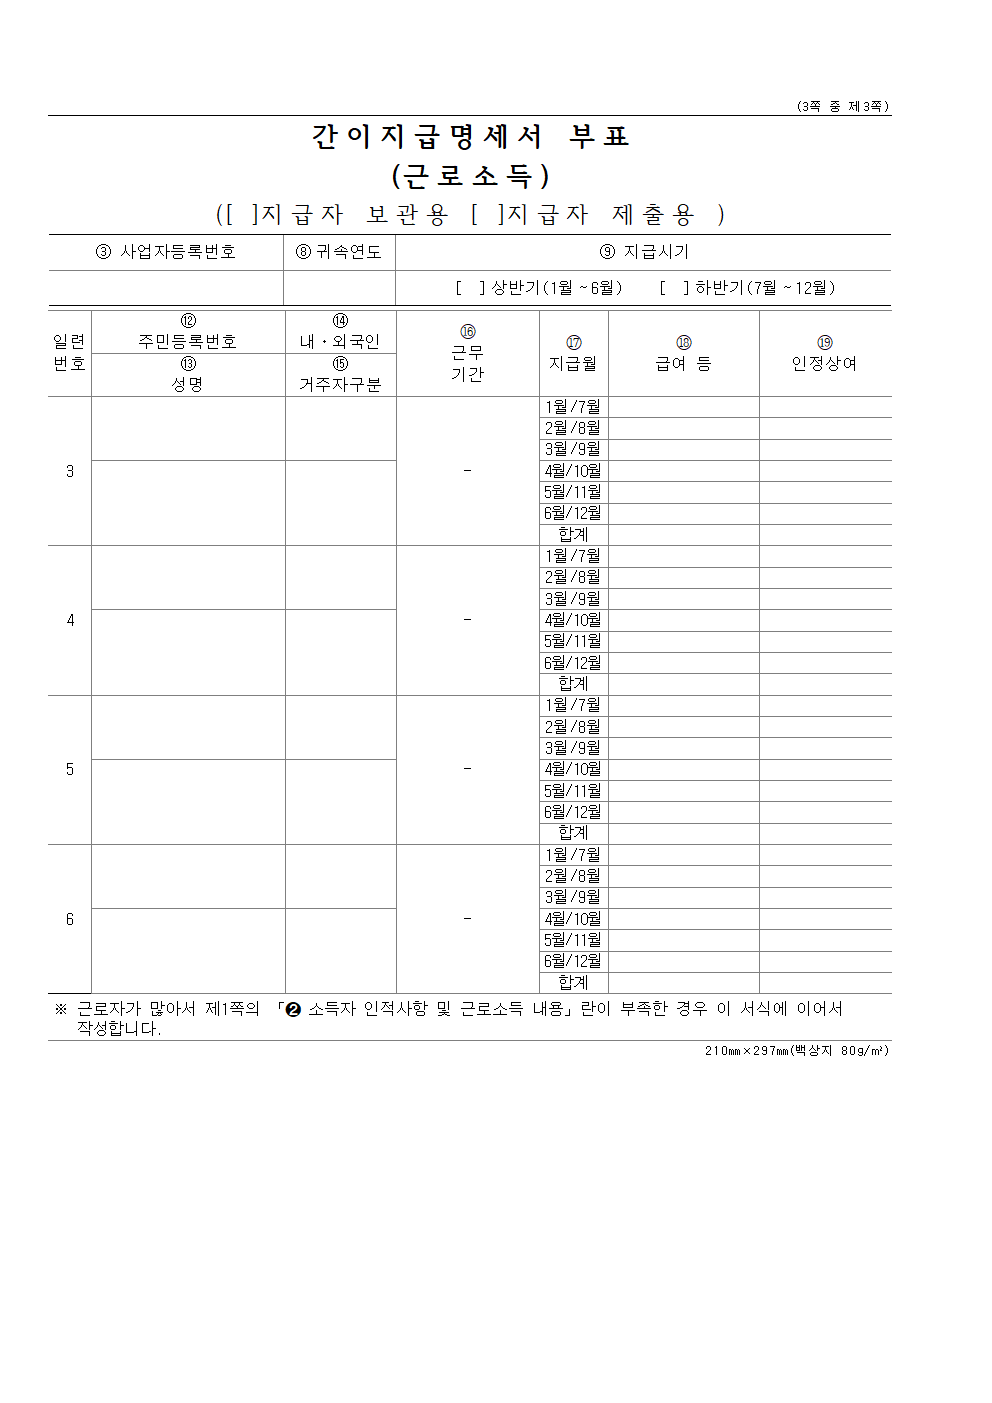 (3쪽 중 제3쪽)
간이지급명세서 부표
(근로소득)
([ ]지급자 보관용 [ ]지급자 제출용 )
③ 사업자등록번호 ⑧ 귀속연도 ⑨ 지급시기
[ ] 상반기(1월~6월) [ ] 하반기(7월~12월)
일련번호 ⑫ 주민등록번호 ⑭ 내ㆍ외국인 ⑯ 근무기간 ⑰ 지급월 ⑱ 급여 등 ⑲ 인정상여
⑬ 성명 ⑮ 거주자구분
3 - 1월/7월
2월/8월
3월/9월
4월/10월
5월/11월
6월/12월
합계
4 - 1월/7월
2월/8월
3월/9월
4월/10월
5월/11월
6월/12월
합계
5 - 1월/7월
2월/8월
3월/9월
4월/10월
5월/11월
6월/12월
합계
6 - 1월/7월
2월/8월
3월/9월
4월/10월
5월/11월
6월/12월
합계
※ 근로자가 많아서 제1쪽의 「❷ 소득자 인적사항 및 근로소득 내용」란이 부족한 경우 이 서식에 이어서
작성합니다.
210㎜×297㎜(백상지 80g/㎡)